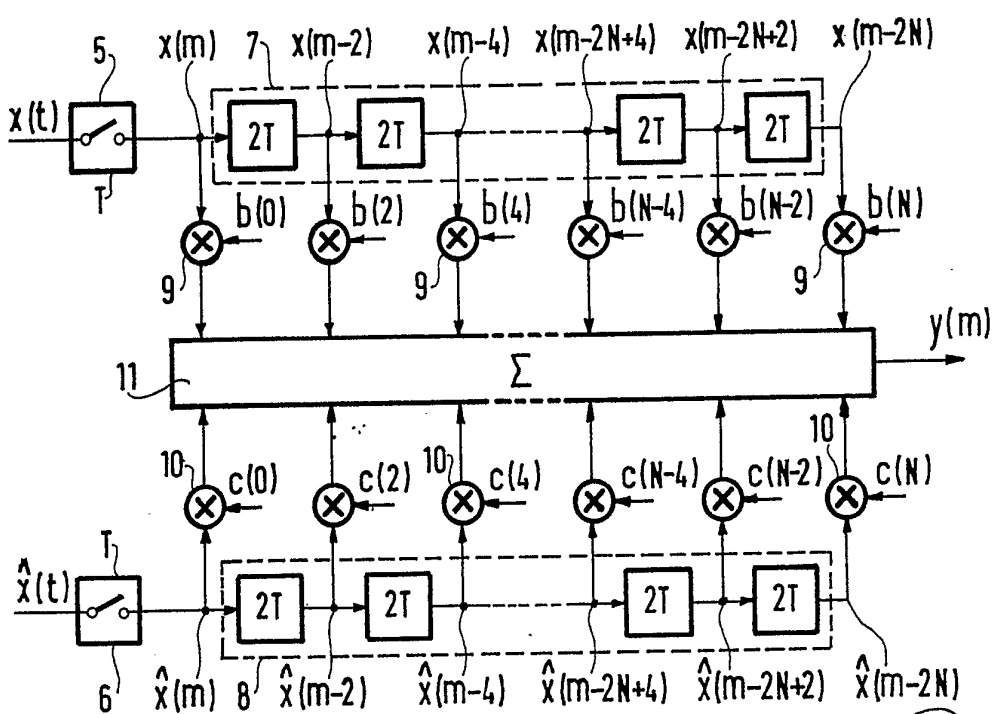 5 x(m) 7 x(m-2) x(m-4) x(m-2N+4) x(m-2N+2) x(m-2N)
x(t) 2T 2T 2T 2T
T
b(0) b(2) b(4) b(N-4) b(N-2) b(N)
9 9 9
y(m)
11 Σ
10 10 10
c(0) c(2) c(4) c(N-4) c(N-2) c(N)
T
x̂(t) 2T 2T 2T 2T
6 x̂(m) 8 x̂(m-2) x̂(m-4) x̂(m-2N+4) x̂(m-2N+2) x̂(m-2N)